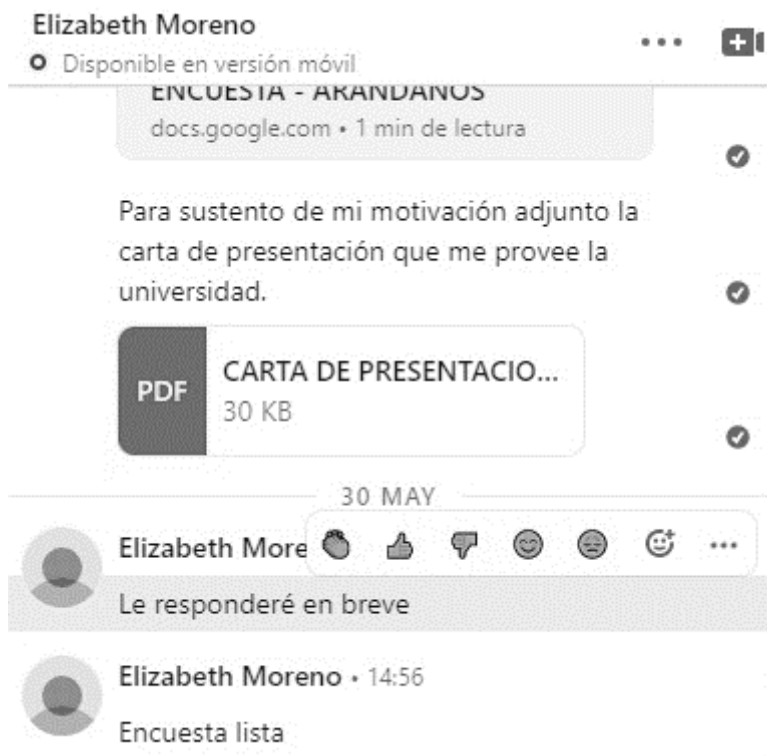 Elizabeth Moreno
Disponible en versión móvil
ENCUESTA - ARANDANOS
docs.google.com • 1 min de lectura
Para sustento de mi motivación adjunto la
carta de presentación que me provee la
universidad.
PDF
CARTA DE PRESENTACIO...
30 KB
30 MAY
Elizabeth More
Le responderé en breve
Elizabeth Moreno • 14:56
Encuesta lista